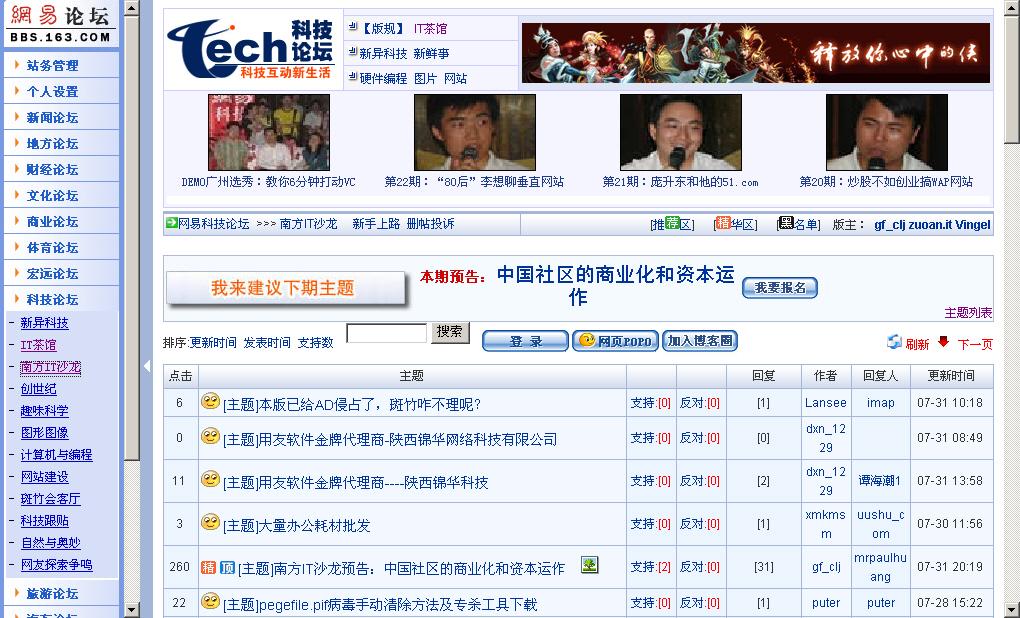 網易论坛
BBS.163.COM
站务管理
个人设置
新闻论坛
地方论坛
财经论坛
文化论坛
商业论坛
体育论坛
宏远论坛
科技论坛
- 新异科技
- IT茶馆
- 南方IT沙龙
- 创世纪
- 趣味科学
- 图形图像
- 计算机与编程
- 网站建设
- 斑竹会客厅
- 科技跟贴
- 自然与奥妙
- 网友探索争鸣
旅游论坛
Tech 科技论坛
科技互动新生活
【版规】 IT茶馆
新异科技 新鲜事
硬件编程 图片 网站
释放你心中的侠
DEMO广州选秀：教你6分钟打动VC
第22期：“80后”李想聊垂直网站
第21期：庞升东和他的51.com
第20期：炒股不如创业搞WAP网站
网易科技论坛 >>> 南方IT沙龙 新手上路 删帖投诉
[推荐区] [精华区] [黑名单] 版主： gf_clj zuoan.it Vingel
我来建议下期主题
本期预告：中国社区的商业化和资本运作
我要报名
主题列表
排序:更新时间 发表时间 支持数 搜索 登 录 网页POPO 加入博客圈 刷新 下一页
点击 主题 回复 作者 回复人 更新时间
6 [主题]本版已给AD侵占了，斑竹咋不理呢? 支持:[0] 反对:[0] [1] Lansee imap 07-31 10:18
0 [主题]用友软件金牌代理商-陕西锦华网络科技有限公司 支持:[0] 反对:[0] [0] dxn_1229 07-31 08:49
11 [主题]用友软件金牌代理商----陕西锦华科技 支持:[0] 反对:[0] [2] dxn_1229 谭海潮1 07-31 13:58
3 [主题]大量办公耗材批发 支持:[0] 反对:[0] [1] xmkmsm uushu_com 07-30 11:56
260 精 顶 [主题]南方IT沙龙预告：中国社区的商业化和资本运作 支持:[2] 反对:[0] [31] gf_clj mrpaulhuang 07-31 20:19
22 [主题]pegefile.pif病毒手动清除方法及专杀工具下载 支持:[0] 反对:[0] [1] puter puter 07-28 15:22